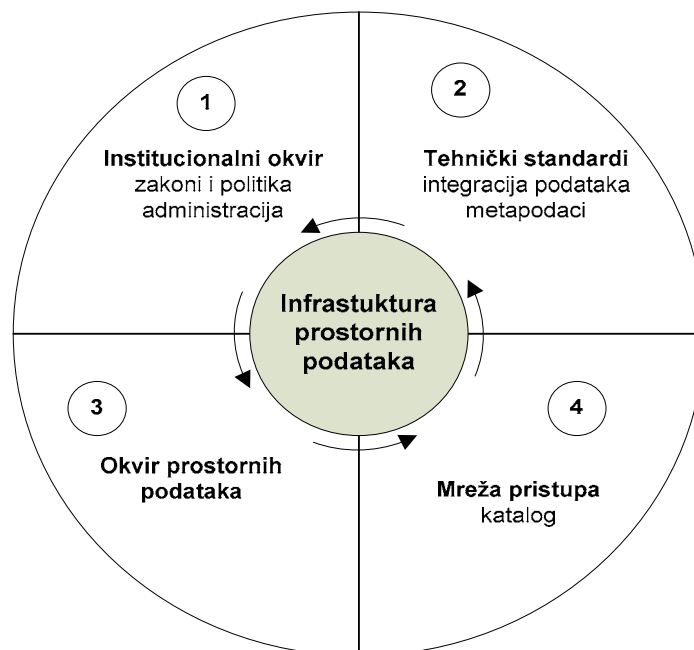 1
Institucionalni okvir
zakoni i politika
administracija
2
Tehnički standardi
integracija podataka
metapodaci
Infrastuktura
prostornih
podataka
3
Okvir prostornih
podataka
4
Mreža pristupa
katalog